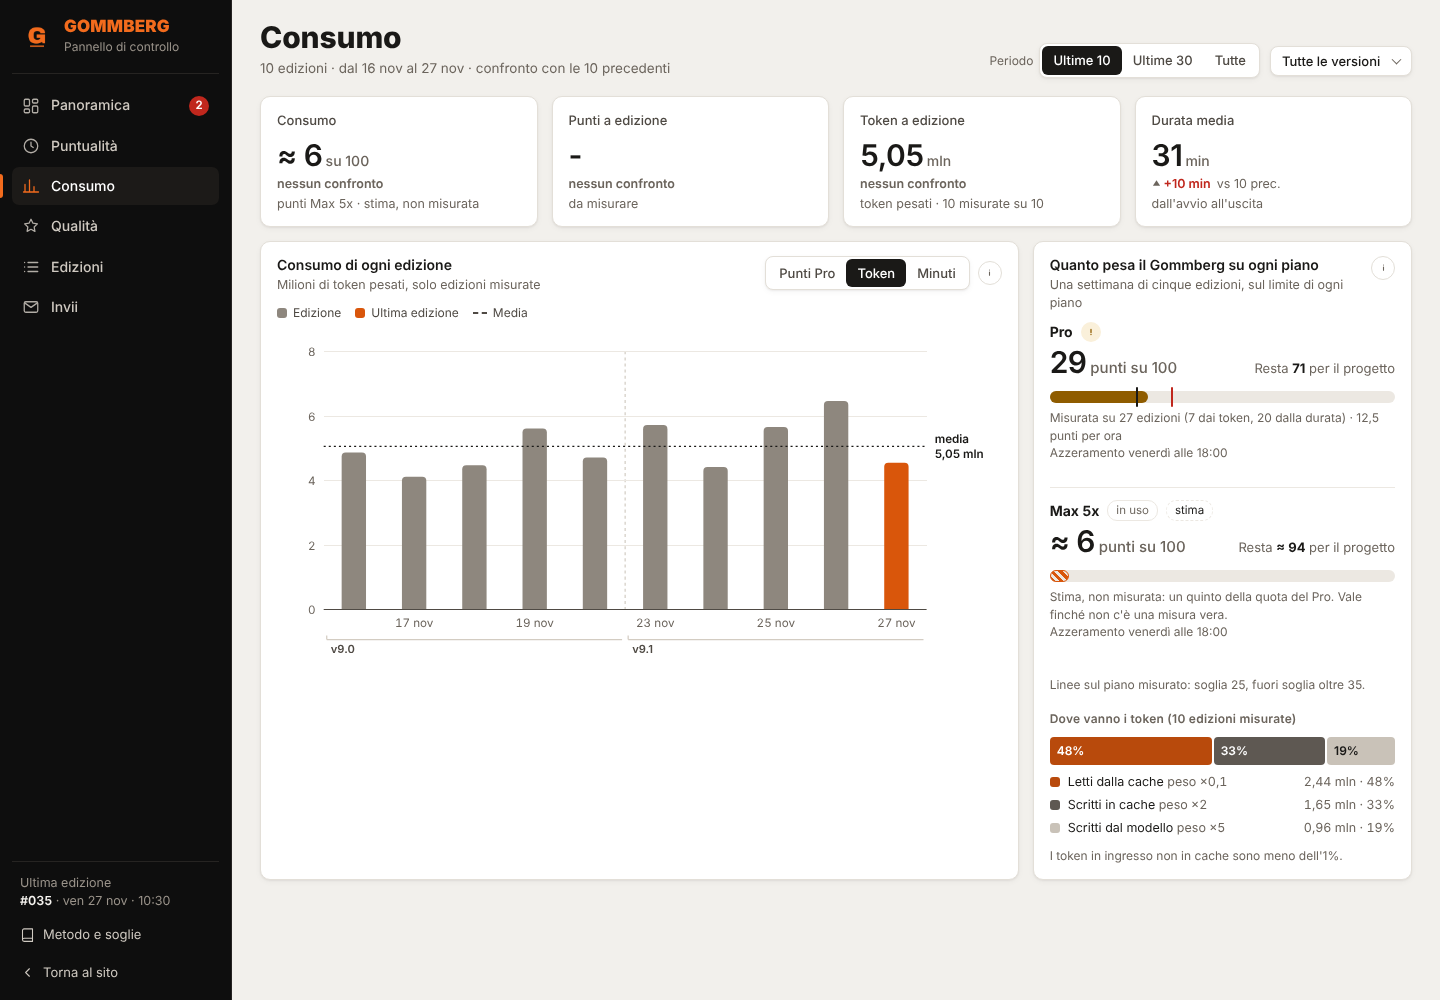 G
GOMMBERG
Pannello di controllo
Panoramica
2
Puntualità
Consumo
Qualità
Edizioni
Invii
Ultima edizione
#035 · ven 27 nov · 10:30
Metodo e soglie
Torna al sito
Consumo
10 edizioni · dal 16 nov al 27 nov · confronto con le 10 precedenti
Periodo
Ultime 10
Ultime 30
Tutte
Tutte le versioni
Consumo
≈ 6 su 100
nessun confronto
punti Max 5x · stima, non misurata
Punti a edizione
-
nessun confronto
da misurare
Token a edizione
5,05 mln
nessun confronto
token pesati · 10 misurate su 10
Durata media
31 min
+10 min vs 10 prec.
dall'avvio all'uscita
Consumo di ogni edizione
Milioni di token pesati, solo edizioni misurate
Punti Pro
Token
Minuti
i
Edizione
Ultima edizione
Media
8
6
4
2
0
media
5,05 mln
17 nov
19 nov
23 nov
25 nov
27 nov
v9.0
v9.1
Quanto pesa il Gommberg su ogni piano
i
Una settimana di cinque edizioni, sul limite di ogni
piano
Pro
!
29 punti su 100
Resta 71 per il progetto
Misurata su 27 edizioni (7 dai token, 20 dalla durata) · 12,5
punti per ora
Azzeramento venerdì alle 18:00
Max 5x
in uso
stima
≈ 6 punti su 100
Resta ≈ 94 per il progetto
Stima, non misurata: un quinto della quota del Pro. Vale
finché non c'è una misura vera.
Azzeramento venerdì alle 18:00
Linee sul piano misurato: soglia 25, fuori soglia oltre 35.
Dove vanno i token (10 edizioni misurate)
48%
33%
19%
Letti dalla cache peso ×0,1
2,44 mln · 48%
Scritti in cache peso ×2
1,65 mln · 33%
Scritti dal modello peso ×5
0,96 mln · 19%
I token in ingresso non in cache sono meno dell'1%.